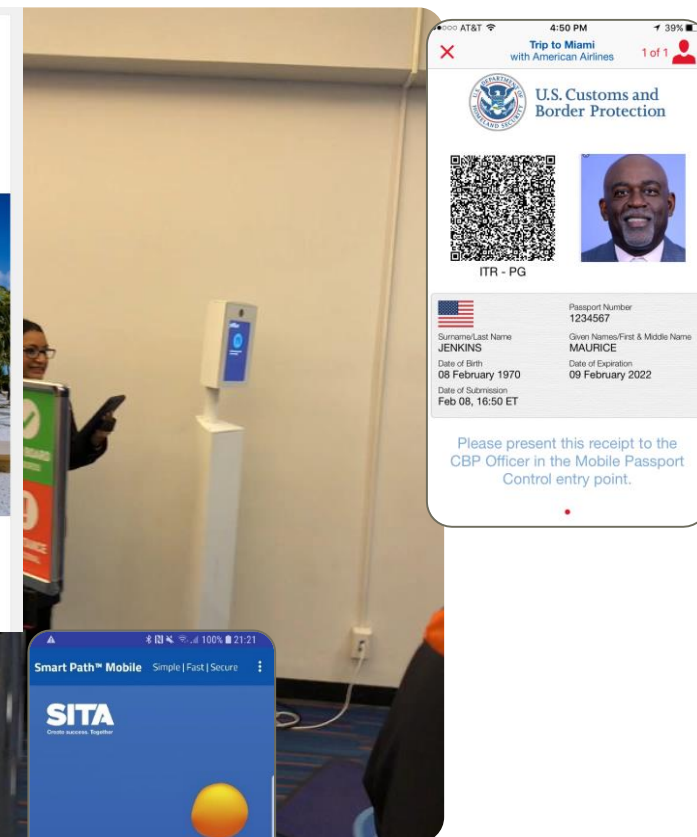 AT&T 4:50 PM 39%
Trip to Miami
with American Airlines
1 of 1
U.S. DEPARTMENT OF
HOMELAND SECURITY
U.S. Customs and
Border Protection
ITR - PG
Passport Number
1234567
Surname/Last Name
JENKINS
Given Names/First & Middle Name
MAURICE
Date of Birth
08 February 1970
Date of Expiration
09 February 2022
Date of Submission
Feb 08, 16:50 ET
Please present this receipt to the
CBP Officer in the Mobile Passport
Control entry point.
100% 21:21
Smart Path™ Mobile Simple | Fast | Secure
SITA
Create success. Together